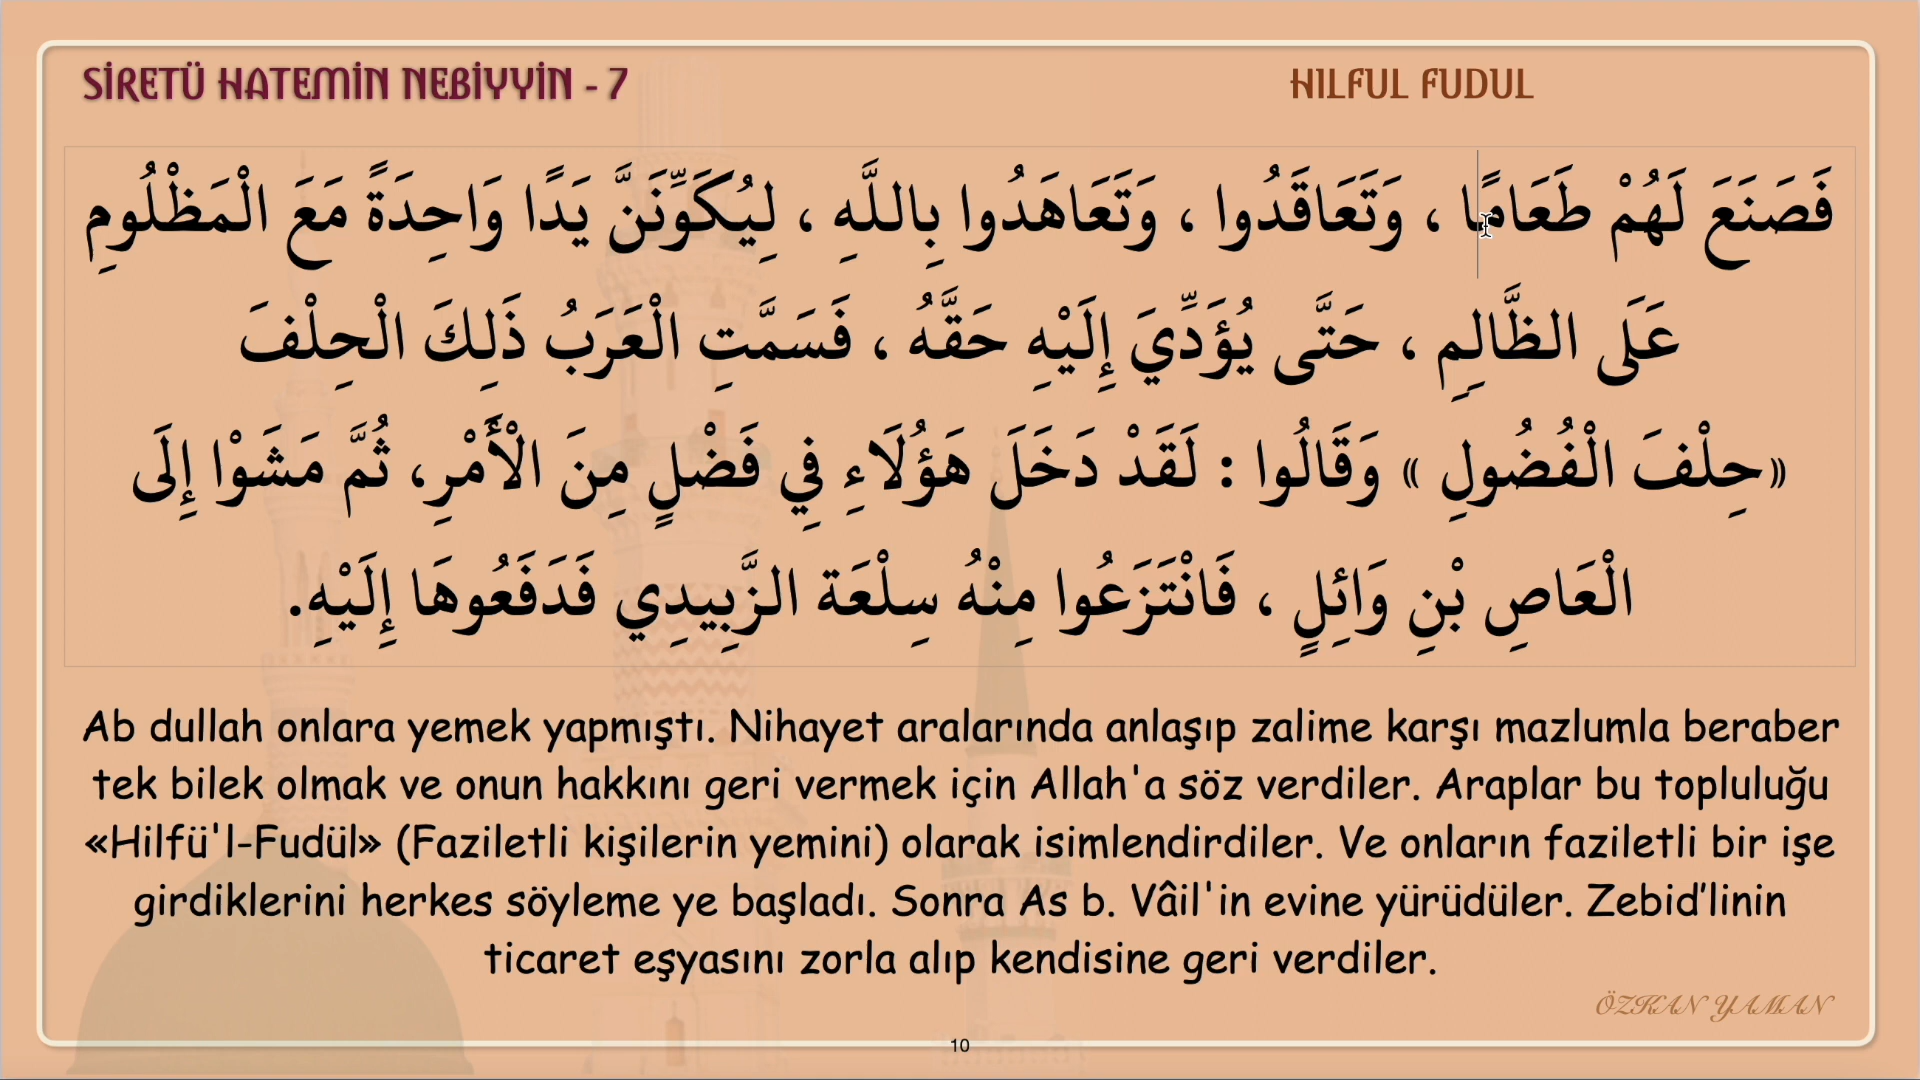 SİRETÜ HATEMİN NEBİYYİN - 7
HILFUL FUDUL
فَصَنَعَ لَهُمْ طَعَامًا ، وَتَعَاقَدُوا ، وَتَعَاهَدُوا بِاللَّهِ ، لِيُكَوِّنَنَّ يَدًا وَاحِدَةً مَعَ الْمَظْلُومِ
عَلَى الظَّالِمِ ، حَتَّى يُؤَدِّيَ إِلَيْهِ حَقَّهُ ، فَسَمَّتِ الْعَرَبُ ذَلِكَ الْحِلْفَ
«حِلْفَ الْفُضُولِ » وَقَالُوا : لَقَدْ دَخَلَ هَؤُلَاءِ فِي فَضْلٍ مِنَ الْأَمْرِ، ثُمَّ مَشَوْا إِلَى
الْعَاصِ بْنِ وَائِلٍ ، فَانْتَزَعُوا مِنْهُ سِلْعَة الزَّبِيدِي فَدَفَعُوهَا إِلَيْهِ.
Ab dullah onlara yemek yapmıştı. Nihayet aralarında anlaşıp zalime karşı mazlumla beraber
tek bilek olmak ve onun hakkını geri vermek için Allah'a söz verdiler. Araplar bu topluluğu
«Hilfü'l-Fudül» (Faziletli kişilerin yemini) olarak isimlendirdiler. Ve onların faziletli bir işe
girdiklerini herkes söyleme ye başladı. Sonra As b. Vâil'in evine yürüdüler. Zebid’linin
ticaret eşyasını zorla alıp kendisine geri verdiler.
ÖZKAN YAMAN
10